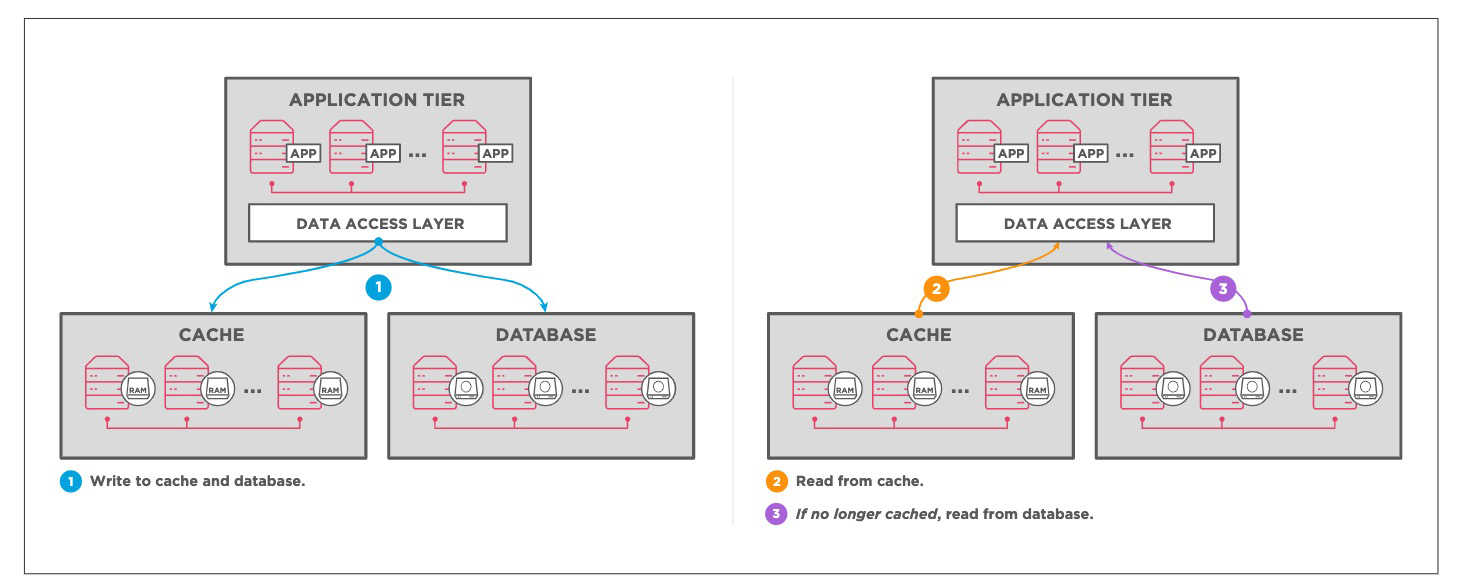 APPLICATION TIER
APP APP ... APP
DATA ACCESS LAYER
1
CACHE
RAM RAM ... RAM
DATABASE
...
1 Write to cache and database.
APPLICATION TIER
APP APP ... APP
DATA ACCESS LAYER
2
3
CACHE
RAM RAM ... RAM
DATABASE
...
2 Read from cache.
3 If no longer cached, read from database.